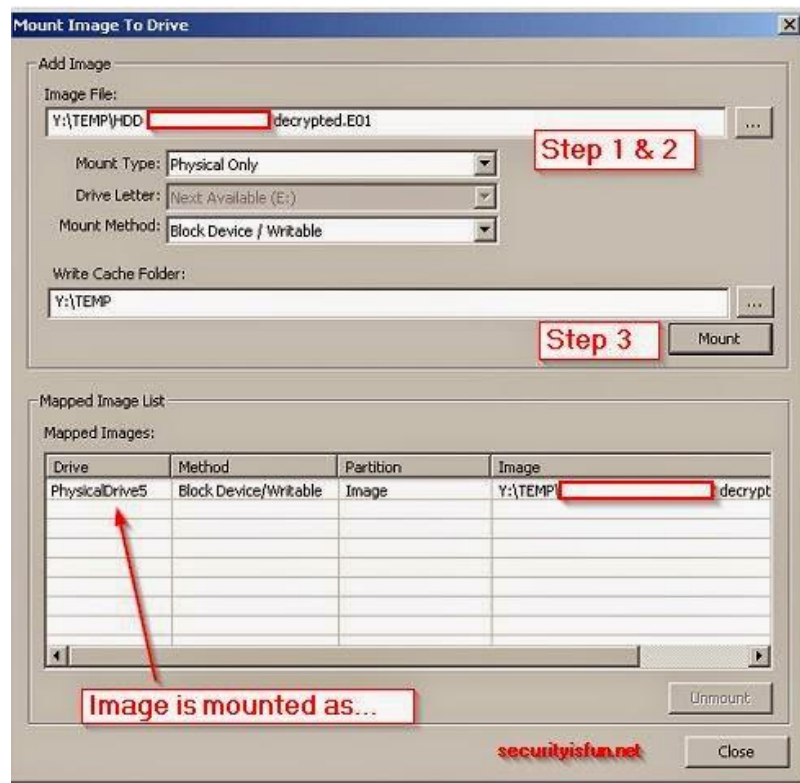 Mount Image To Drive
Add Image
Image File:
Y:\TEMP\HDD decrypted.E01
...
Step 1 & 2
Mount Type: Physical Only
Drive Letter: Next Available (E:)
Mount Method: Block Device / Writable
Write Cache Folder:
Y:\TEMP
...
Step 3
Mount
Mapped Image List
Mapped Images:
Drive Method Partition Image
PhysicalDrive5 Block Device/Writable Image Y:\TEMP\ decrypt
Image is mounted as...
Unmount
securityisfun.net
Close